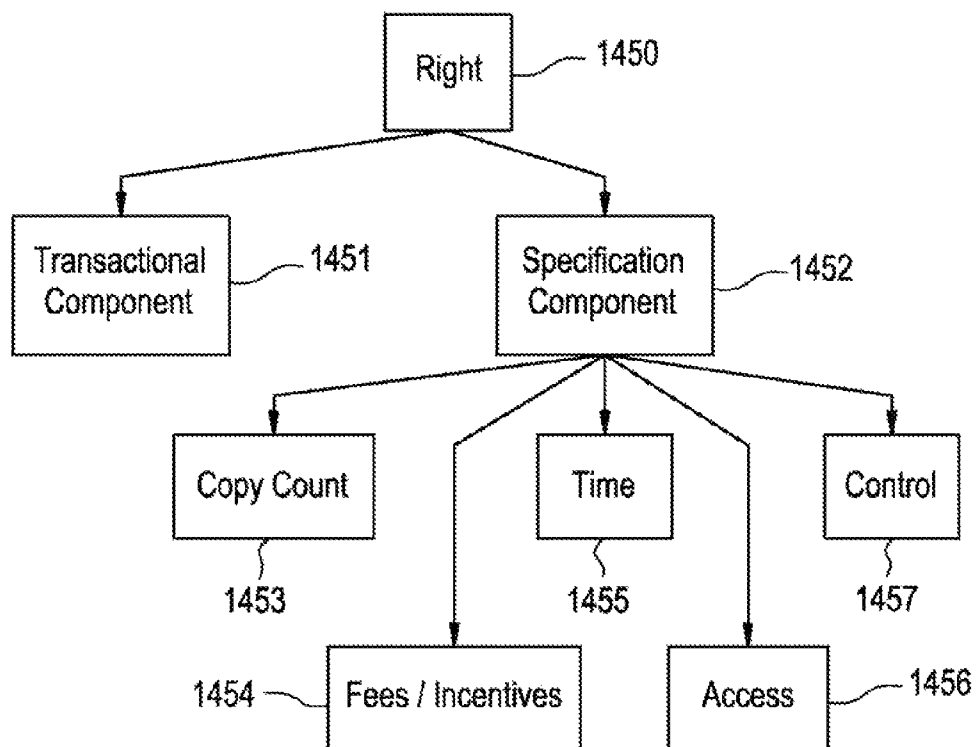 Right
1450
Transactional
Component
1451
Specification
Component
1452
Copy Count
1453
Time
1455
Control
1457
1454
Fees / Incentives
Access
1456